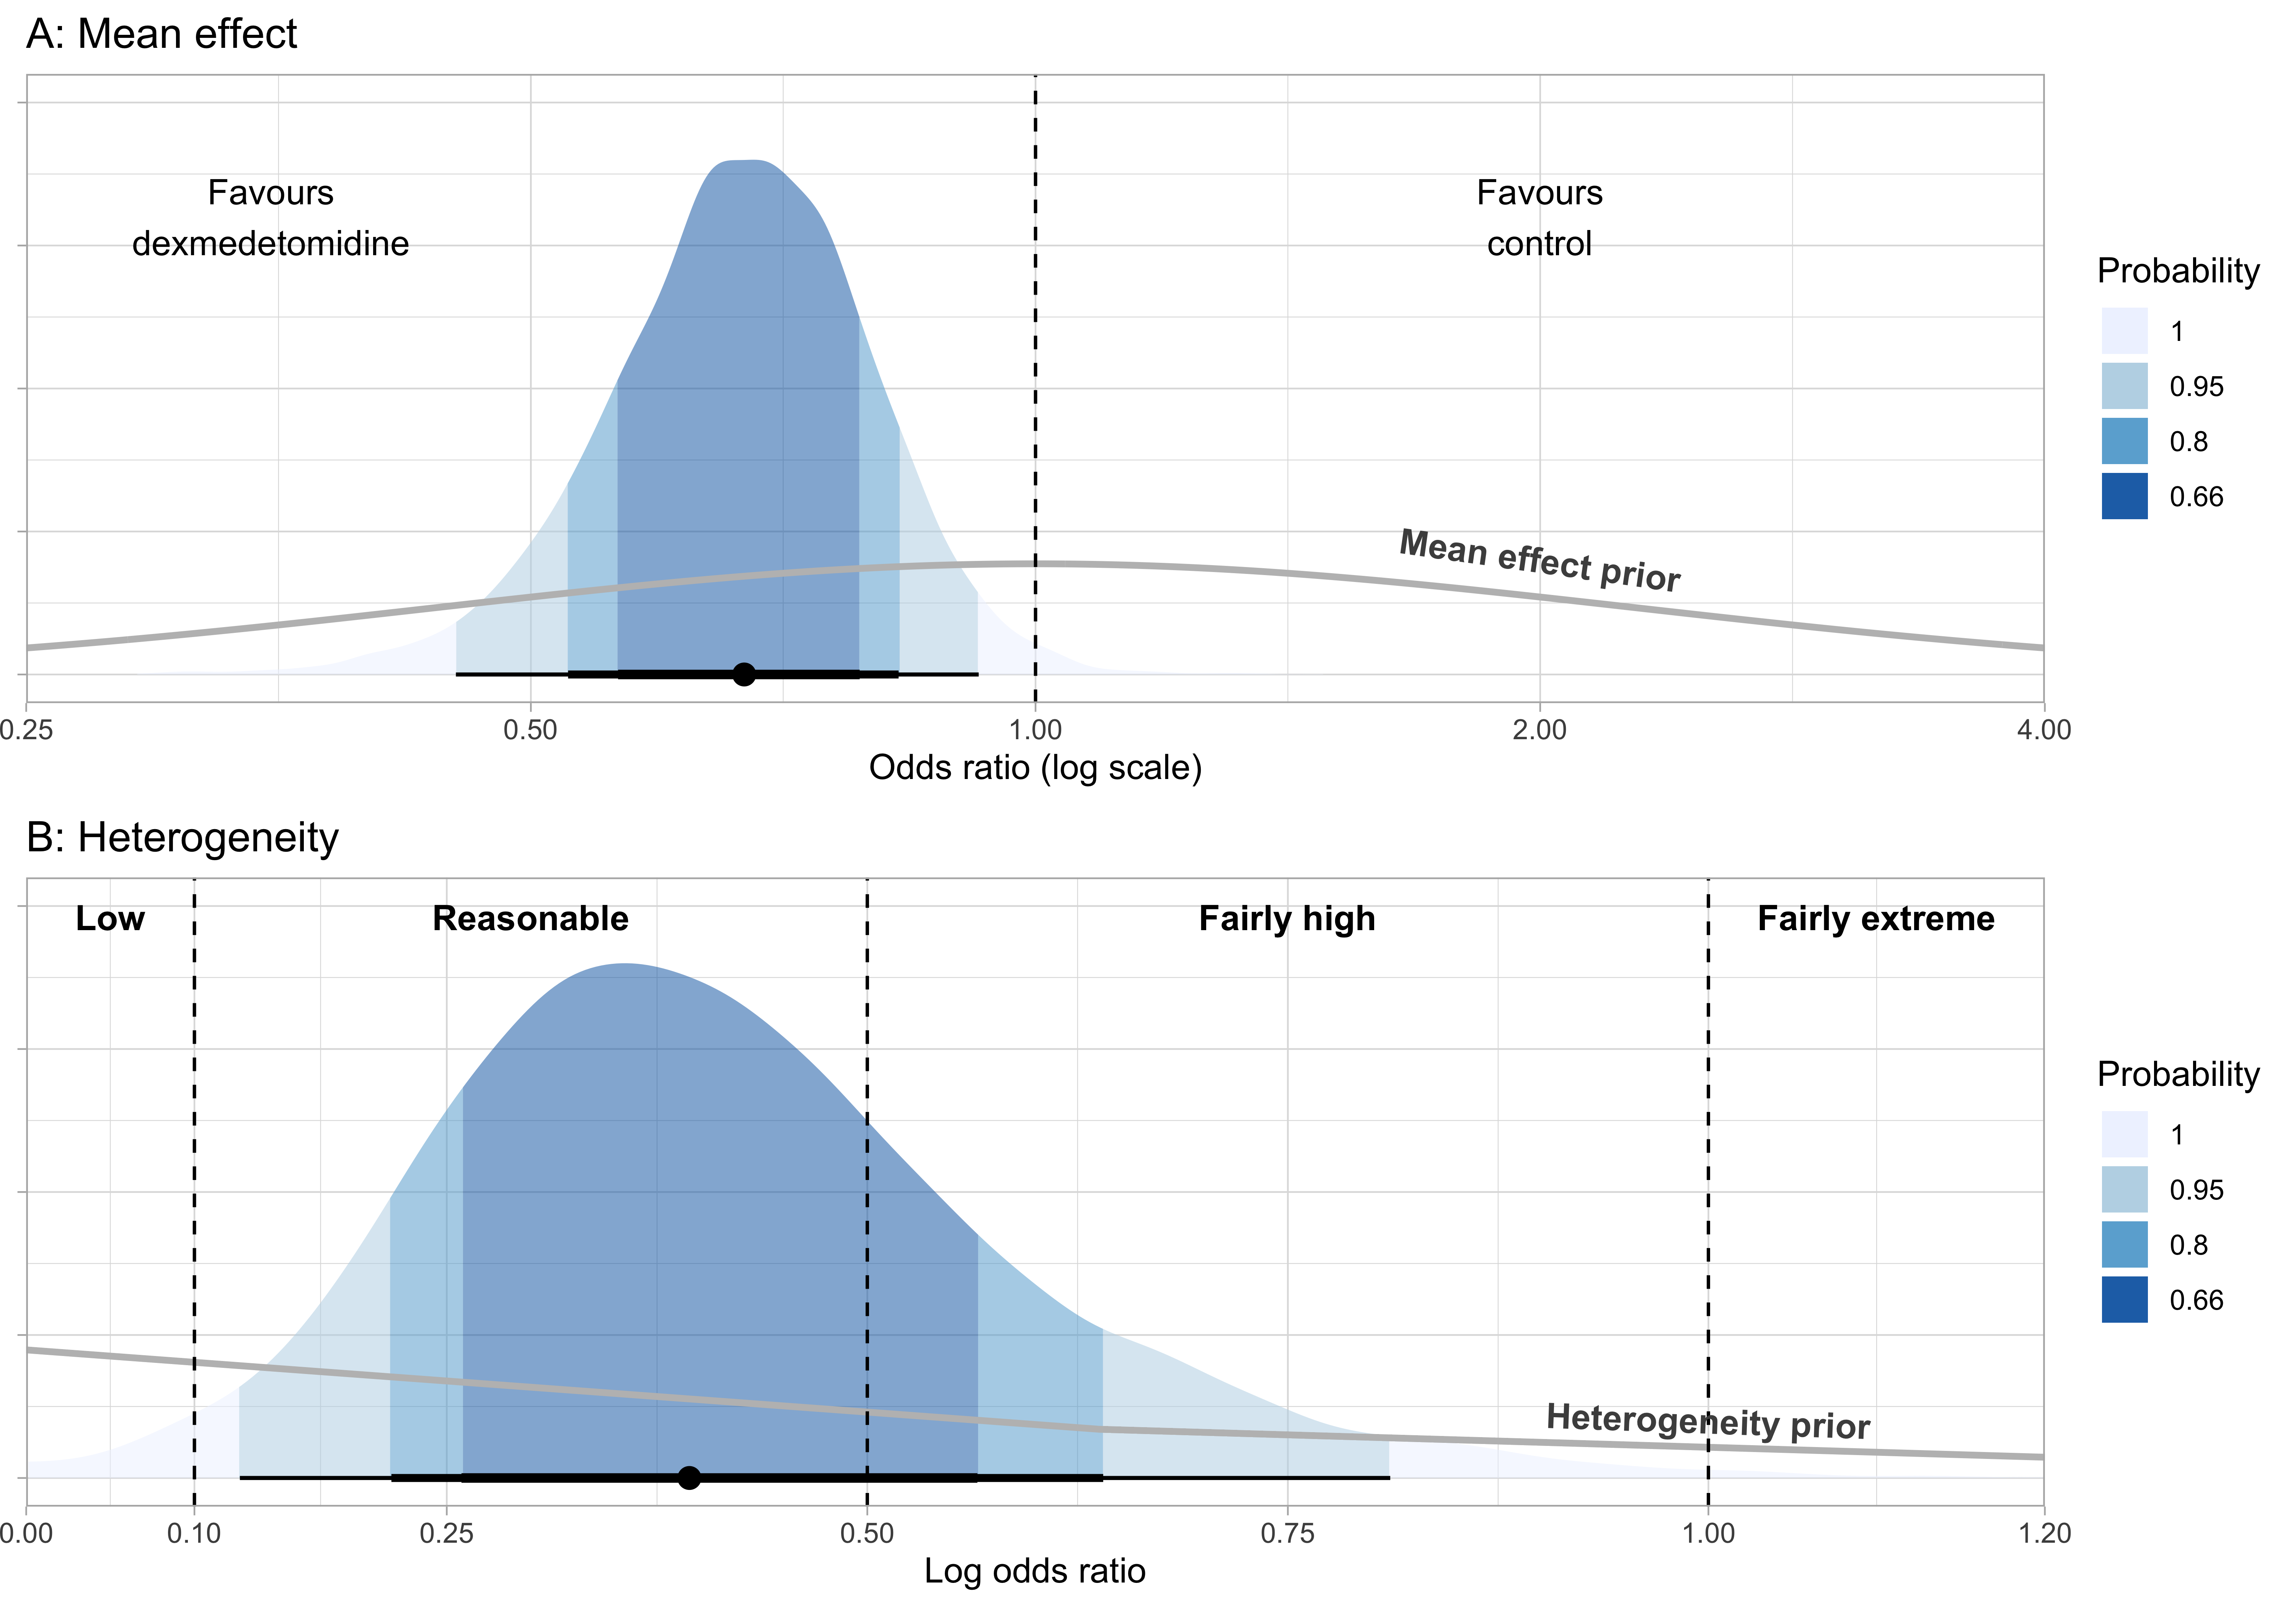 A: Mean effect
Favours
dexmedetomidine
Favours
control
Mean effect prior
Probability
1
0.95
0.8
0.66
0.25 0.50 1.00 2.00 4.00
Odds ratio (log scale)
B: Heterogeneity
Low Reasonable Fairly high Fairly extreme
Heterogeneity prior
Probability
1
0.95
0.8
0.66
0.00 0.10 0.25 0.50 0.75 1.00 1.20
Log odds ratio